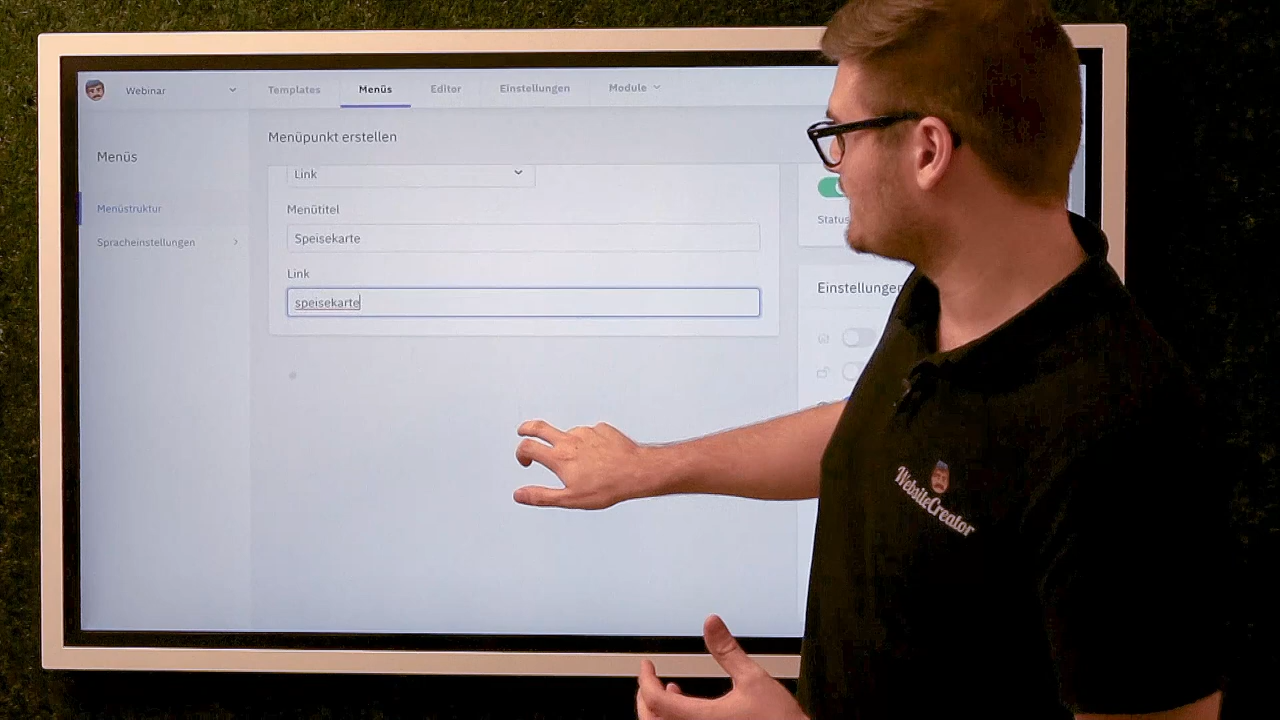 Webinar
Templates
Menüs
Editor
Einstellungen
Module
Menüs
Menüstruktur
Spracheinstellungen
Menüpunkt erstellen
Link
Menütitel
Speisekarte
Link
speisekarte
Status
Einstellungen
WebsiteCreator